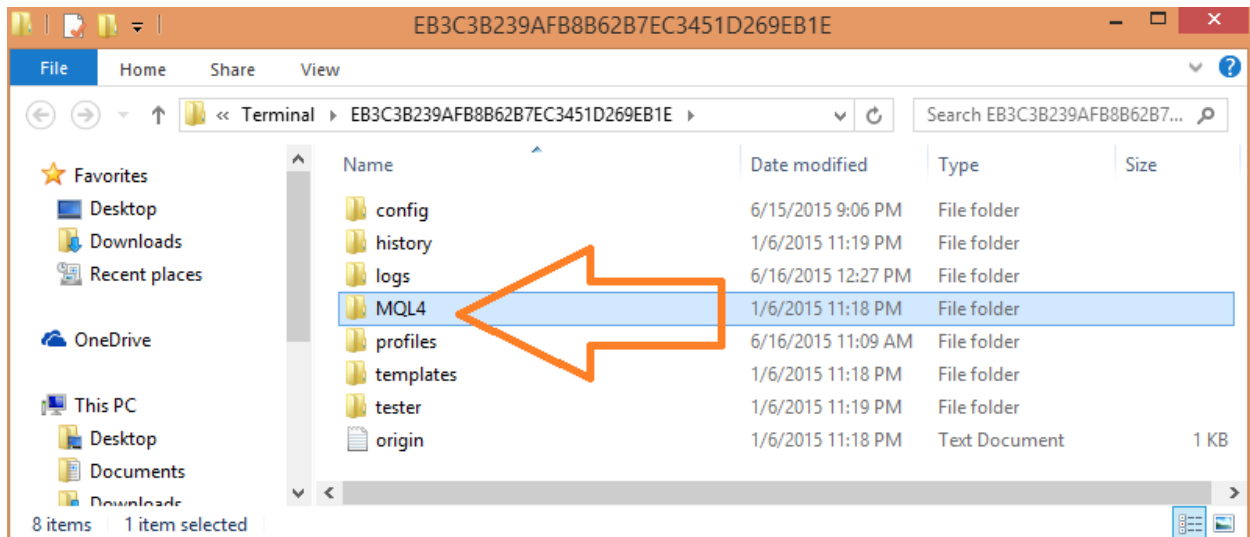 EB3C3B239AFB8B62B7EC3451D269EB1E
File Home Share View
« Terminal EB3C3B239AFB8B62B7EC3451D269EB1E Search EB3C3B239AFB8B62B7...
Name Date modified Type Size
Favorites
Desktop
Downloads
Recent places
OneDrive
This PC
Desktop
Documents
Downloads
config 6/15/2015 9:06 PM File folder
history 1/6/2015 11:19 PM File folder
logs 6/16/2015 12:27 PM File folder
MQL4 1/6/2015 11:18 PM File folder
profiles 6/16/2015 11:09 AM File folder
templates 1/6/2015 11:18 PM File folder
tester 1/6/2015 11:19 PM File folder
origin 1/6/2015 11:18 PM Text Document 1 KB
8 items 1 item selected